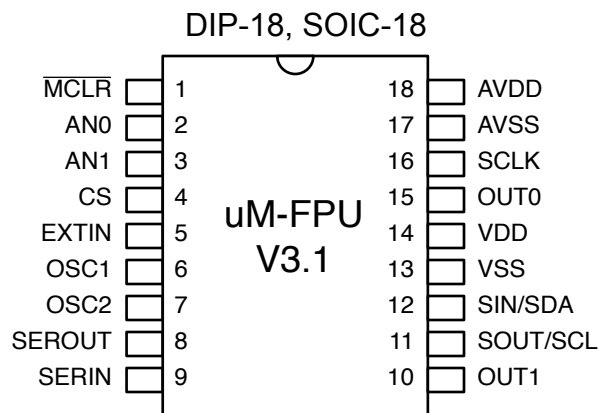 DIP-18, SOIC-18
MCLR 1 18 AVDD
AN0 2 17 AVSS
AN1 3 16 SCLK
CS 4 15 OUT0
EXTIN 5 14 VDD
OSC1 6 13 VSS
OSC2 7 12 SIN/SDA
SEROUT 8 11 SOUT/SCL
SERIN 9 10 OUT1
uM-FPU
V3.1